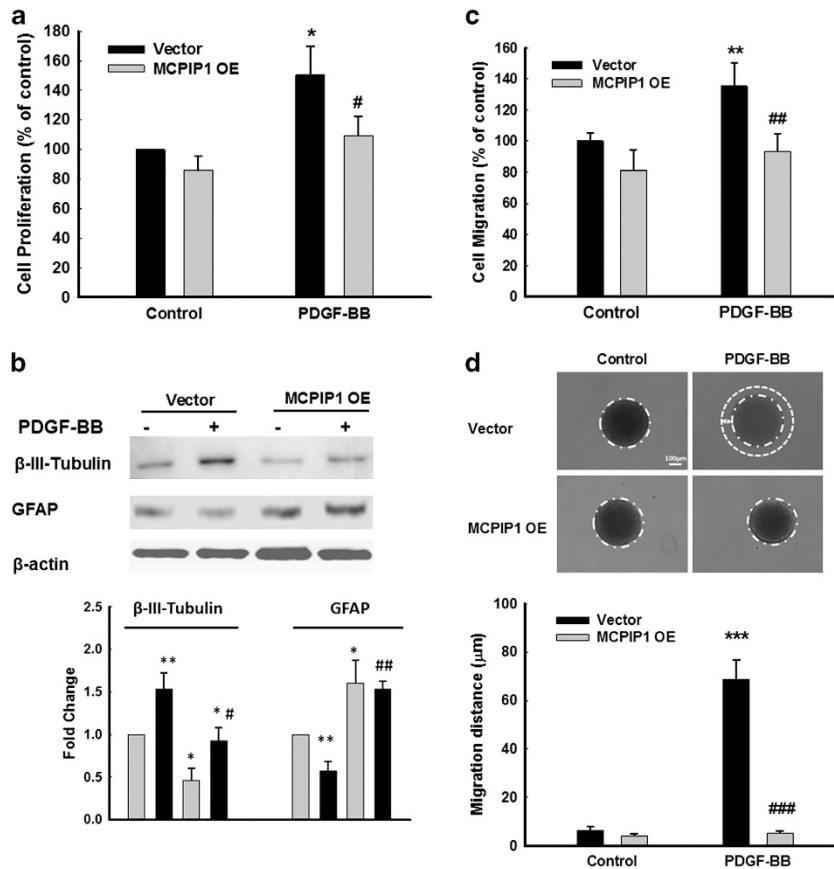 a
Cell Proliferation (% of control)
180
160
140
120
100
80
60
40
20
0
Vector
MCPIP1 OE
*
#
Control
PDGF-BB
c
Cell Migration (% of control)
160
140
120
100
80
60
40
20
0
Vector
MCPIP1 OE
**
##
Control
PDGF-BB
b
Vector
MCPIP1 OE
PDGF-BB - + - +
β-III-Tubulin
GFAP
β-actin
Fold Change
2.5
2.0
1.5
1.0
0.5
0.0
β-III-Tubulin
GFAP
**
*
* #
**
*
##
d
Control
PDGF-BB
Vector
100μm
MCPIP1 OE
Migration distance (μm)
100
80
60
40
20
0
Vector
MCPIP1 OE
***
###
Control
PDGF-BB